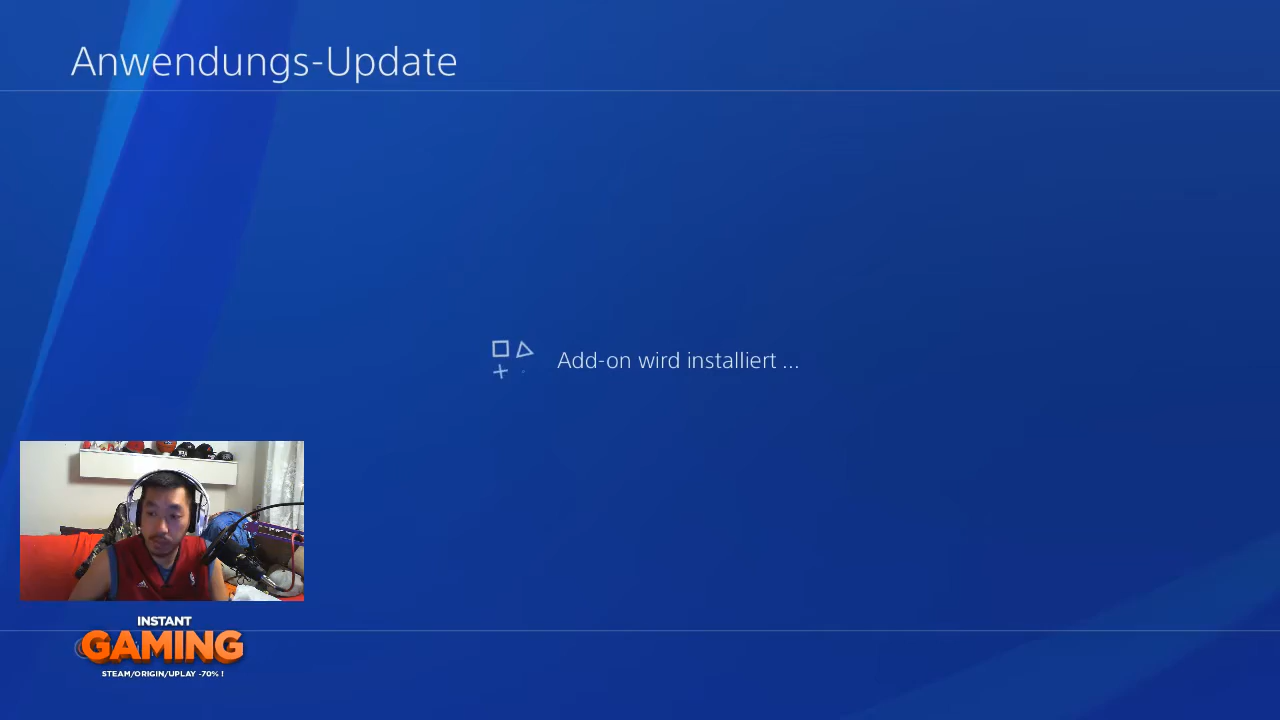 Anwendungs-Update
Add-on wird installiert ...
INSTANT
GAMING
STEAM/ORIGIN/UPLAY -70% !